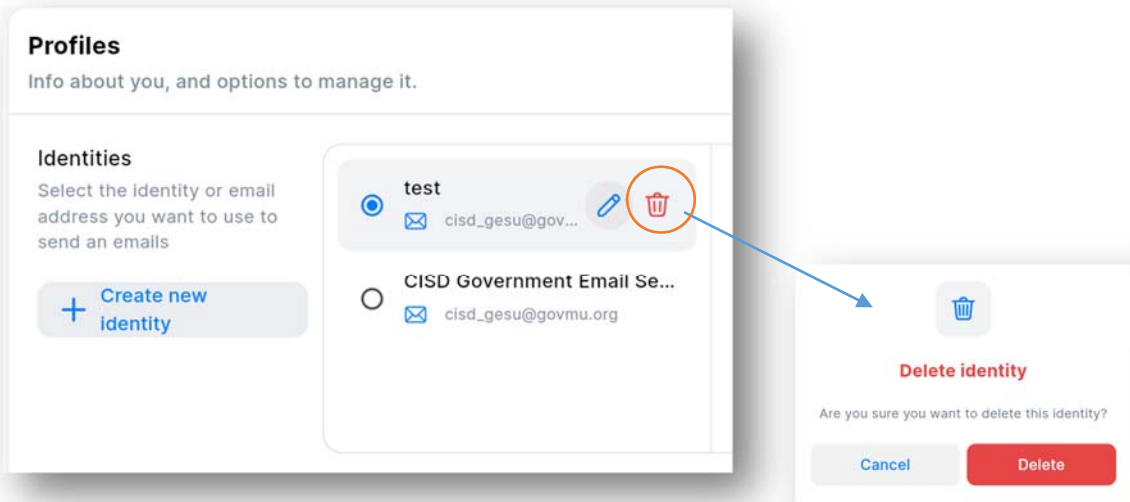 Profiles
Info about you, and options to manage it.
Identities
Select the identity or email
address you want to use to
send an emails
Create new
identity
test
cisd_gesu@gov...
CISD Government Email Se...
cisd_gesu@govmu.org
Delete identity
Are you sure you want to delete this identity?
Cancel
Delete